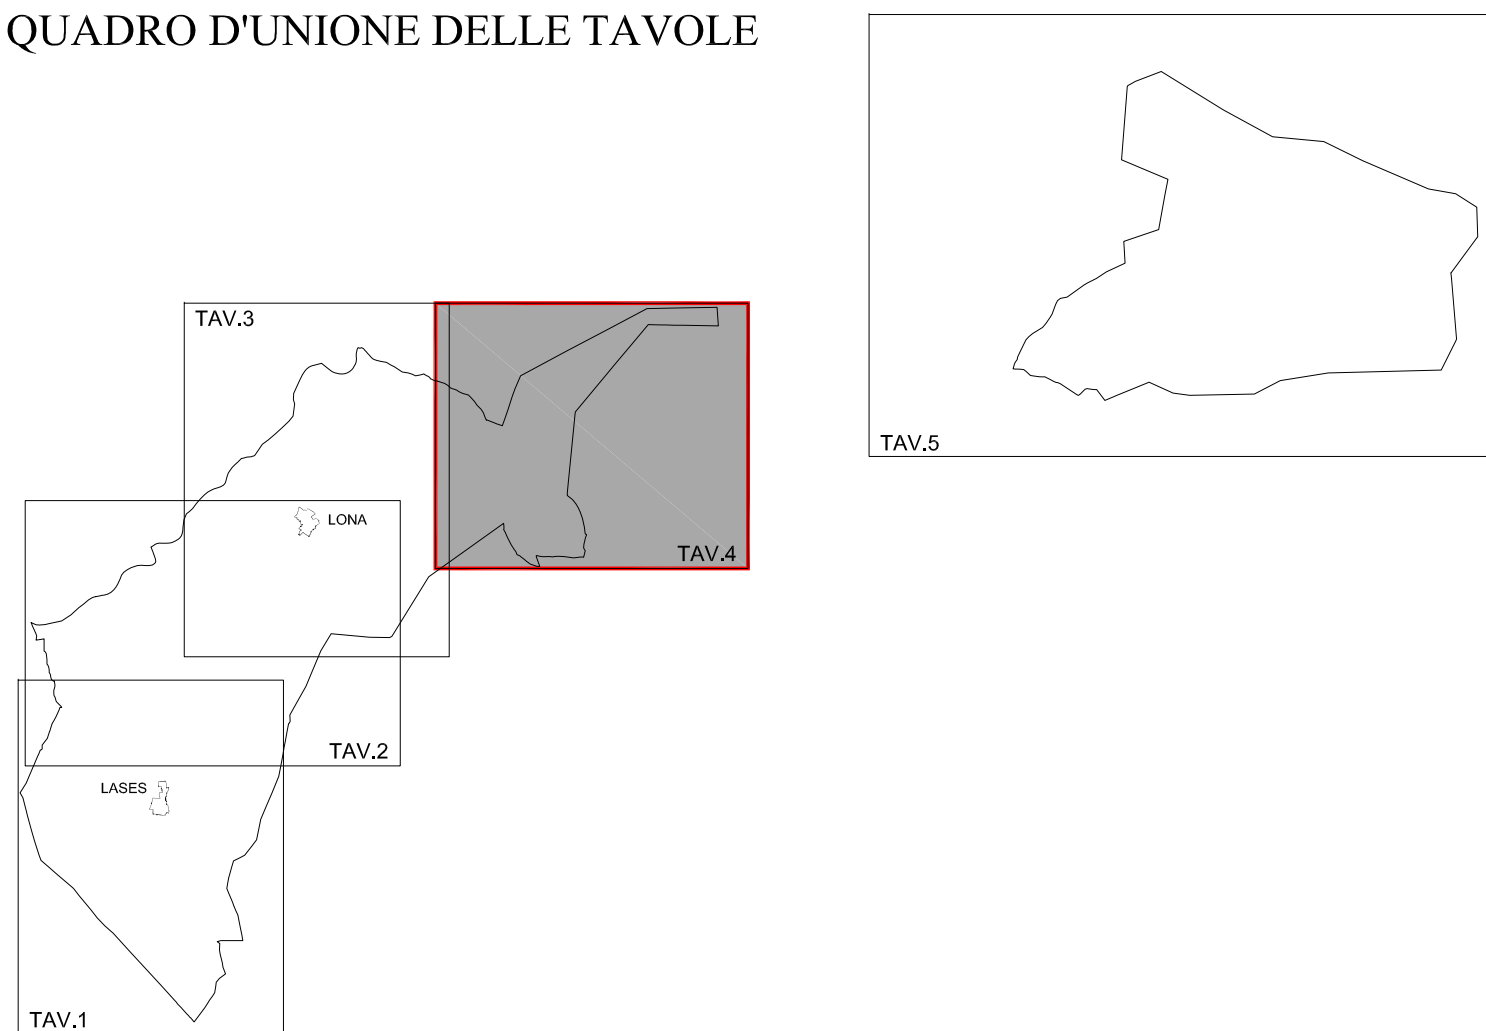 QUADRO D'UNIONE DELLE TAVOLE
TAV.3
TAV.5
LONA
TAV.4
TAV.2
LASES
TAV.1